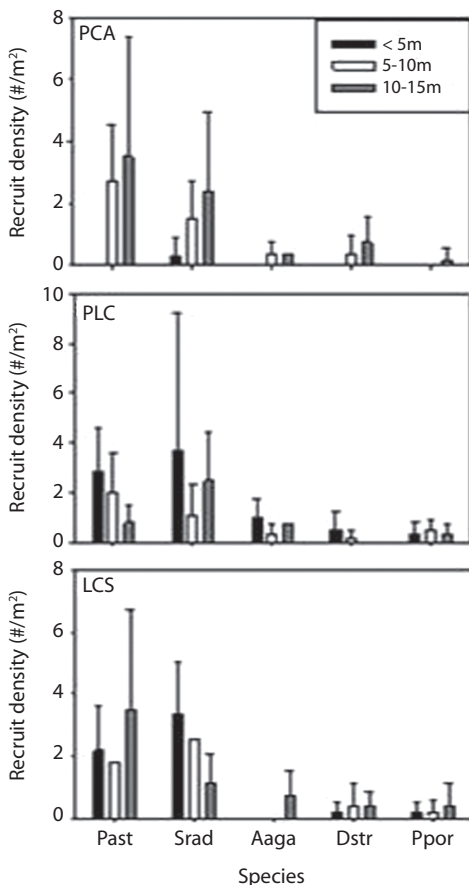 PCA
< 5m
5-10m
10-15m
Recruit density (#/m²)
8
6
4
2
0
PLC
Recruit density (#/m²)
10
8
6
4
2
0
LCS
Recruit density (#/m²)
8
6
4
2
0
Past Srad Aaga Dstr Ppor
Species